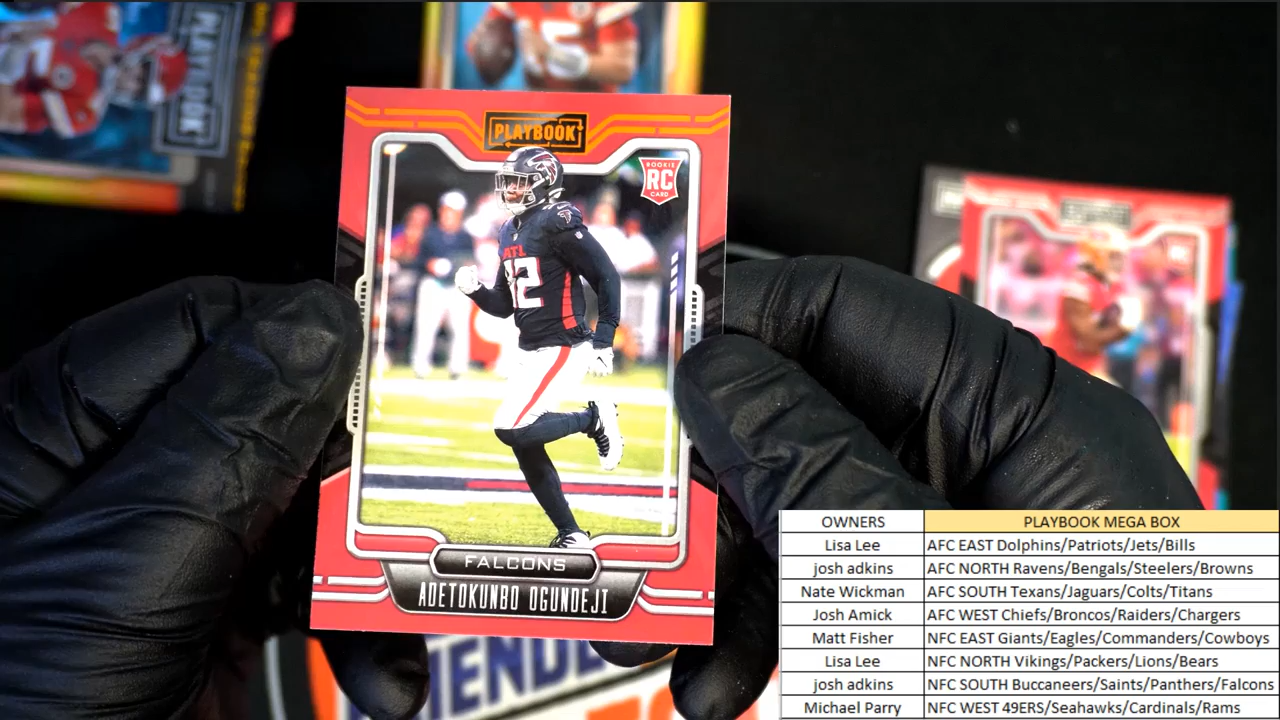 PLAYBOOK
PLAYBOOK
ROOKIE
RC
CARD
ATL
92
FALCONS
ADETOKUNBO OGUNDEJI
OWNERS PLAYBOOK MEGA BOX
Lisa Lee AFC EAST Dolphins/Patriots/Jets/Bills
josh adkins AFC NORTH Ravens/Bengals/Steelers/Browns
Nate Wickman AFC SOUTH Texans/Jaguars/Colts/Titans
Josh Amick AFC WEST Chiefs/Broncos/Raiders/Chargers
Matt Fisher NFC EAST Giants/Eagles/Commanders/Cowboys
Lisa Lee NFC NORTH Vikings/Packers/Lions/Bears
josh adkins NFC SOUTH Buccaneers/Saints/Panthers/Falcons
Michael Parry NFC WEST 49ERS/Seahawks/Cardinals/Rams